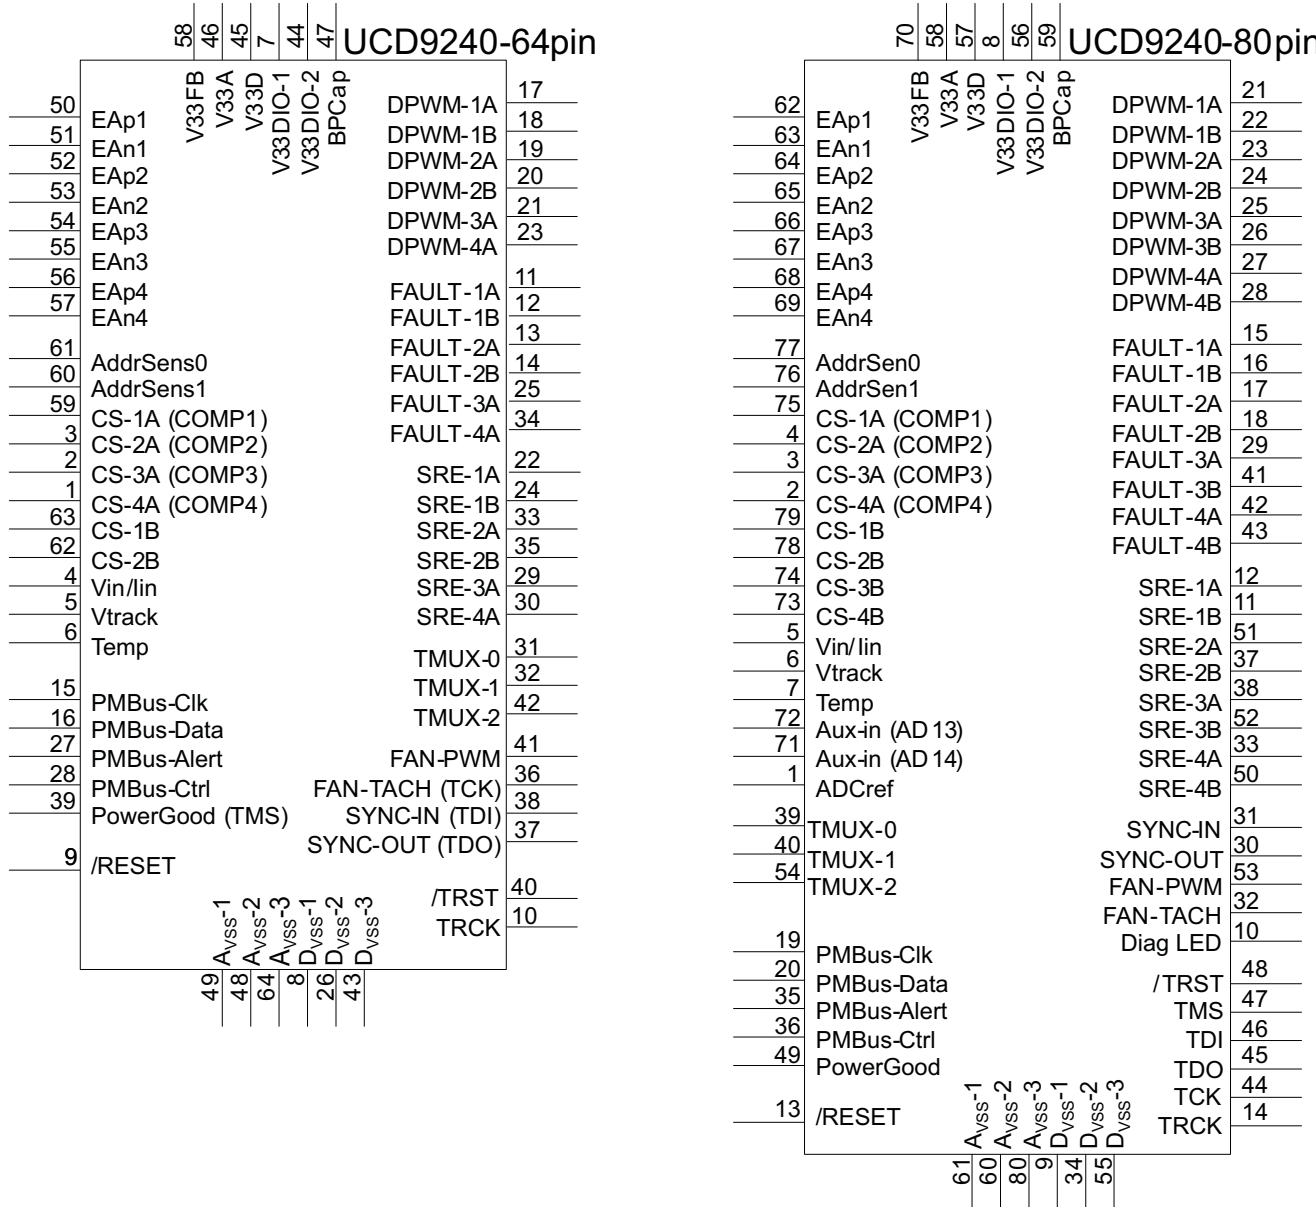 UCD9240-64pin
58 V33FB
46 V33A
45 V33D
7 V33DIO-1
44 V33DIO-2
47 BPCap
50 EAp1
51 EAn1
52 EAp2
53 EAn2
54 EAp3
55 EAn3
56 EAp4
57 EAn4
61 AddrSens0
60 AddrSens1
59 CS-1A (COMP1)
3 CS-2A (COMP2)
2 CS-3A (COMP3)
1 CS-4A (COMP4)
63 CS-1B
62 CS-2B
4 Vin/Iin
5 Vtrack
6 Temp
15 PMBus-Clk
16 PMBus-Data
27 PMBus-Alert
28 PMBus-Ctrl
39 PowerGood (TMS)
9 /RESET
DPWM-1A 17
DPWM-1B 18
DPWM-2A 19
DPWM-2B 20
DPWM-3A 21
DPWM-4A 23
FAULT-1A 11
FAULT-1B 12
FAULT-2A 13
FAULT-2B 14
FAULT-3A 25
FAULT-4A 34
SRE-1A 22
SRE-1B 24
SRE-2A 33
SRE-2B 35
SRE-3A 29
SRE-4A 30
TMUX-0 31
TMUX-1 32
TMUX-2 42
FAN-PWM 41
FAN-TACH (TCK) 36
SYNC-IN (TDI) 38
SYNC-OUT (TDO) 37
/TRST 40
TRCK 10
49 AVSS-1
48 AVSS-2
64 AVSS-3
8 DVSS-1
26 DVSS-2
43 DVSS-3
UCD9240-80pin
70 V33FB
58 V33A
57 V33D
8 V33DIO-1
56 V33DIO-2
59 BPCap
62 EAp1
63 EAn1
64 EAp2
65 EAn2
66 EAp3
67 EAn3
68 EAp4
69 EAn4
77 AddrSen0
76 AddrSen1
75 CS-1A (COMP1)
4 CS-2A (COMP2)
3 CS-3A (COMP3)
2 CS-4A (COMP4)
79 CS-1B
78 CS-2B
74 CS-3B
73 CS-4B
5 Vin/Iin
6 Vtrack
7 Temp
72 Aux-in (AD13)
71 Aux-in (AD14)
1 ADCref
39 TMUX-0
40 TMUX-1
54 TMUX-2
19 PMBus-Clk
20 PMBus-Data
35 PMBus-Alert
36 PMBus-Ctrl
49 PowerGood
13 /RESET
DPWM-1A 21
DPWM-1B 22
DPWM-2A 23
DPWM-2B 24
DPWM-3A 25
DPWM-3B 26
DPWM-4A 27
DPWM-4B 28
FAULT-1A 15
FAULT-1B 16
FAULT-2A 17
FAULT-2B 18
FAULT-3A 29
FAULT-3B 41
FAULT-4A 42
FAULT-4B 43
SRE-1A 12
SRE-1B 11
SRE-2A 51
SRE-2B 37
SRE-3A 38
SRE-3B 52
SRE-4A 33
SRE-4B 50
SYNC-IN 31
SYNC-OUT 30
FAN-PWM 53
FAN-TACH 32
Diag LED 10
/TRST 48
TMS 47
TDI 46
TDO 45
TCK 44
TRCK 14
61 AVSS-1
60 AVSS-2
80 AVSS-3
9 DVSS-1
34 DVSS-2
55 DVSS-3